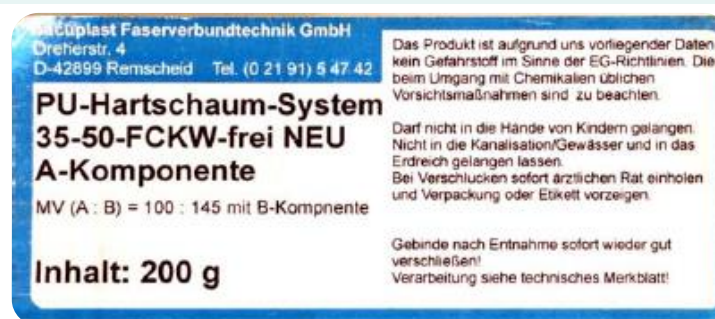 Faserverbundtechnik GmbH
Dreherstr. 4
D-42899 Remscheid Tel. (0 21 91) 5 47 42
PU-Hartschaum-System
35-50-FCKW-frei NEU
A-Komponente
MV (A : B) = 100 : 145 mit B-Kompnente
Inhalt: 200 g
Das Produkt ist aufgrund uns vorliegender Daten
kein Gefahrstoff im Sinne der EG-Richtlinien. Die
beim Umgang mit Chemikalien üblichen
Vorsichtsmaßnahmen sind zu beachten.
Darf nicht in die Hände von Kindern gelangen.
Nicht in die Kanalisation/Gewässer und in das
Erdreich gelangen lassen.
Bei Verschlucken sofort ärztlichen Rat einholen
und Verpackung oder Etikett vorzeigen.
Gebinde nach Entnahme sofort wieder gut
verschließen!
Verarbeitung siehe technisches Merkblatt!